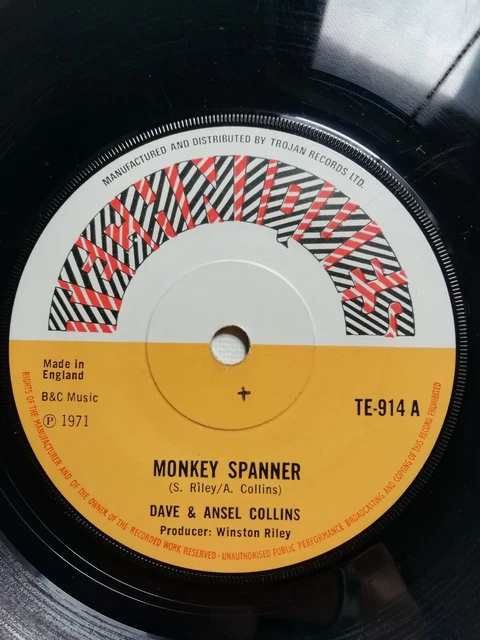 MANUFACTURED AND DISTRIBUTED BY TROJAN RECORDS LTD.
TECHNIQUES
Made in
England
B&C Music
Ⓟ 1971
TE-914 A
MONKEY SPANNER
(S. Riley/A. Collins)
DAVE & ANSEL COLLINS
Producer: Winston Riley
RIGHTS OF THE MANUFACTURER AND OF THE OWNER OF THE RECORDED WORK RESERVED · UNAUTHORISED PUBLIC PERFORMANCE BROADCASTING AND COPYING OF THIS RECORD PROHIBITED